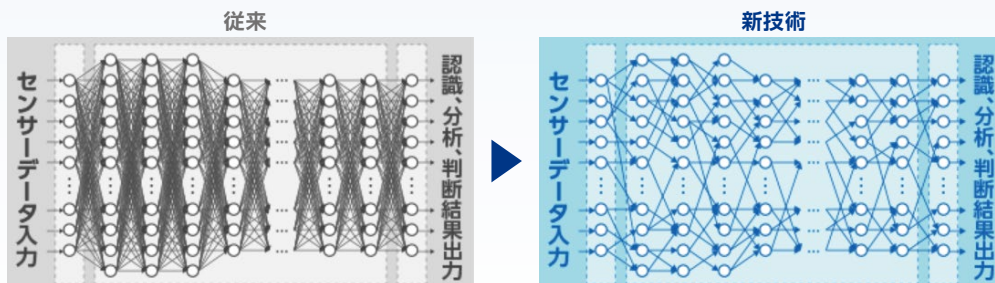 従来
新技術
センサーデータ入力
認識、分析、判断結果出力
センサーデータ入力
認識、分析、判断結果出力